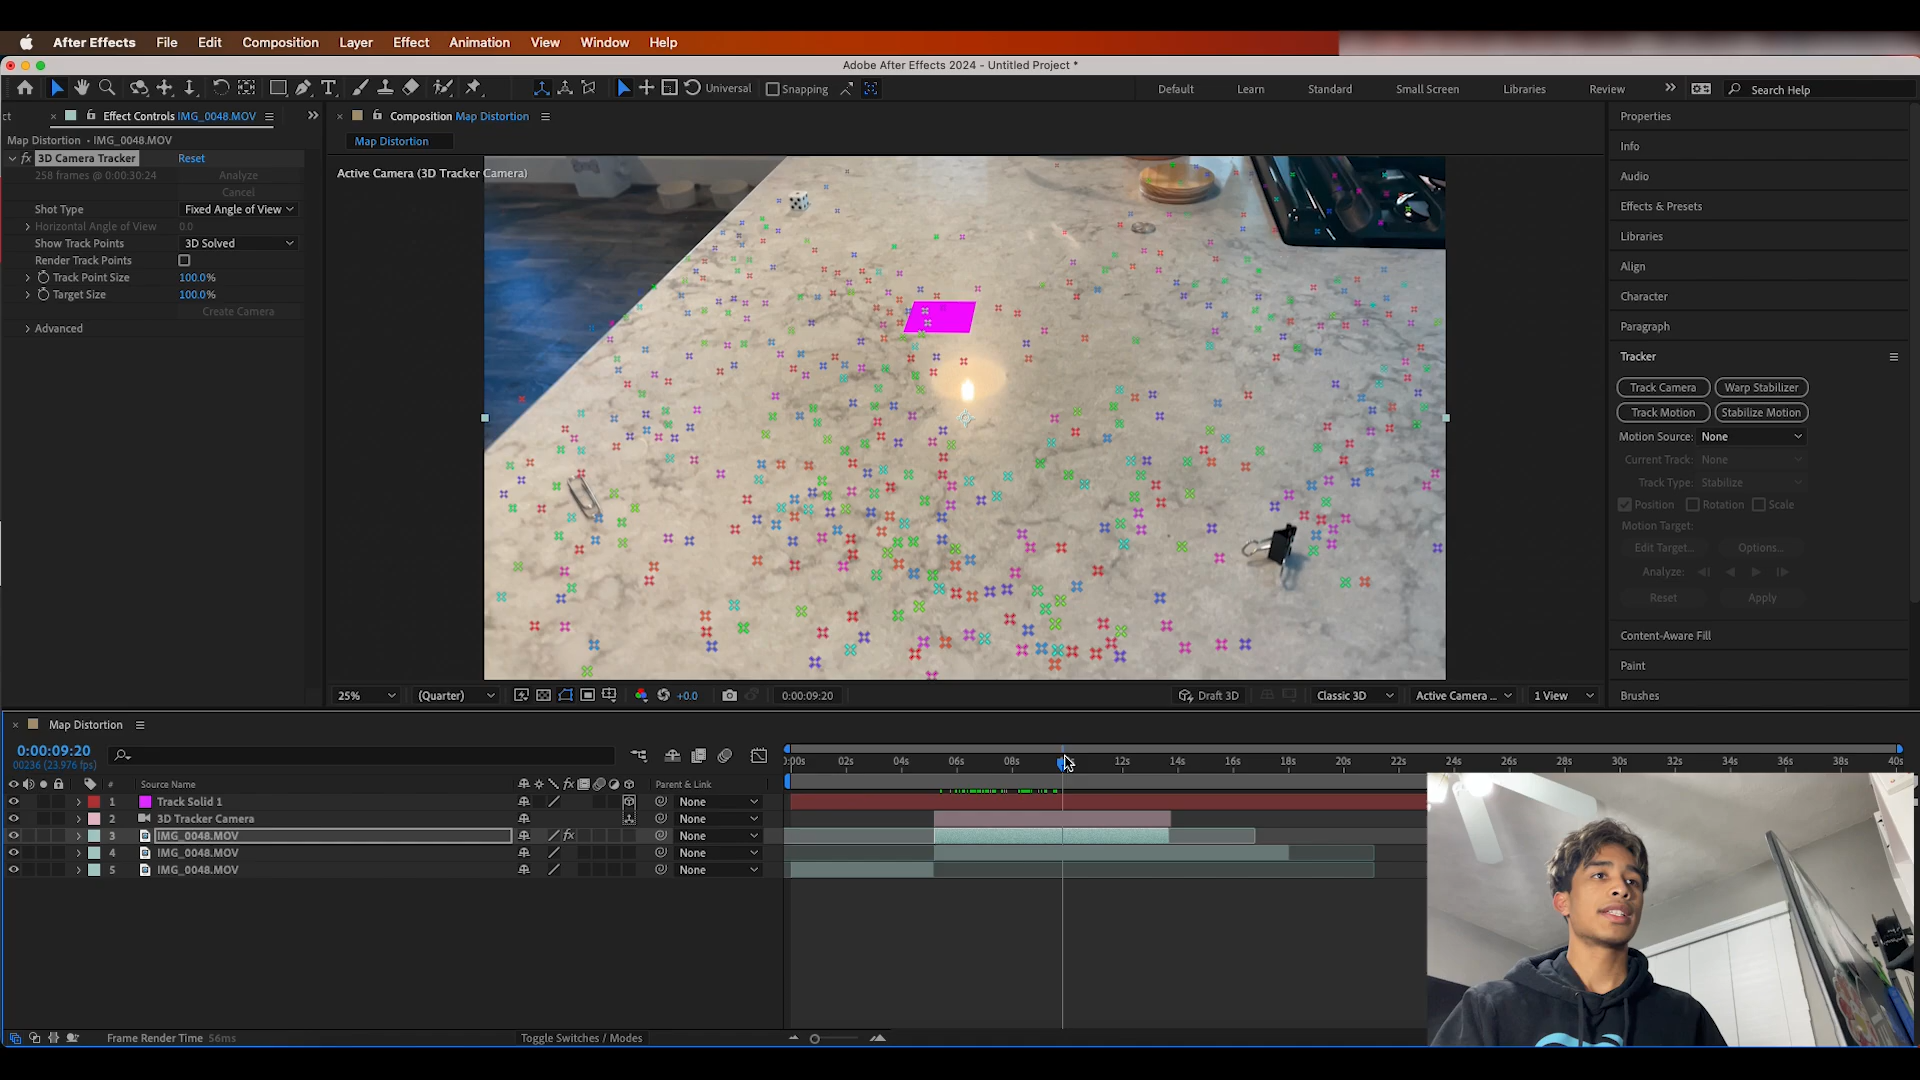 After Effects File Edit Composition Layer Effect Animation View Window Help
Adobe After Effects 2024 - Untitled Project *
Universal Snapping Default Learn Standard Small Screen Libraries Review Search Help
ct Effect Controls IMG_0048.MOV
Map Distortion • IMG_0048.MOV
fx 3D Camera Tracker Reset
258 frames @ 0:00:30:24 Analyze
Cancel
Shot Type Fixed Angle of View
Horizontal Angle of View 0.0
Show Track Points 3D Solved
Render Track Points
Track Point Size 100.0%
Target Size 100.0%
Create Camera
Advanced
Composition Map Distortion
Map Distortion
Active Camera (3D Tracker Camera)
25% (Quarter) +0.0 0:00:09:20 Draft 3D Classic 3D Active Camera ... 1 View
Properties
Info
Audio
Effects & Presets
Libraries
Align
Character
Paragraph
Tracker
Track Camera Warp Stabilizer
Track Motion Stabilize Motion
Motion Source: None
Current Track: None
Track Type: Stabilize
Position Rotation Scale
Motion Target:
Edit Target... Options...
Analyze:
Reset Apply
Content-Aware Fill
Paint
Brushes
Map Distortion
0:00:09:20
00236 (23.976 fps)
# Source Name fx Parent & Link
:00s 02s 04s 06s 08s 12s 14s 16s 18s 20s 22s 24s 26s 28s 30s 32s 34s 36s 38s 40s
1 Track Solid 1 None
2 3D Tracker Camera None
3 IMG_0048.MOV fx None
4 IMG_0048.MOV None
5 IMG_0048.MOV None
Frame Render Time 56ms Toggle Switches / Modes